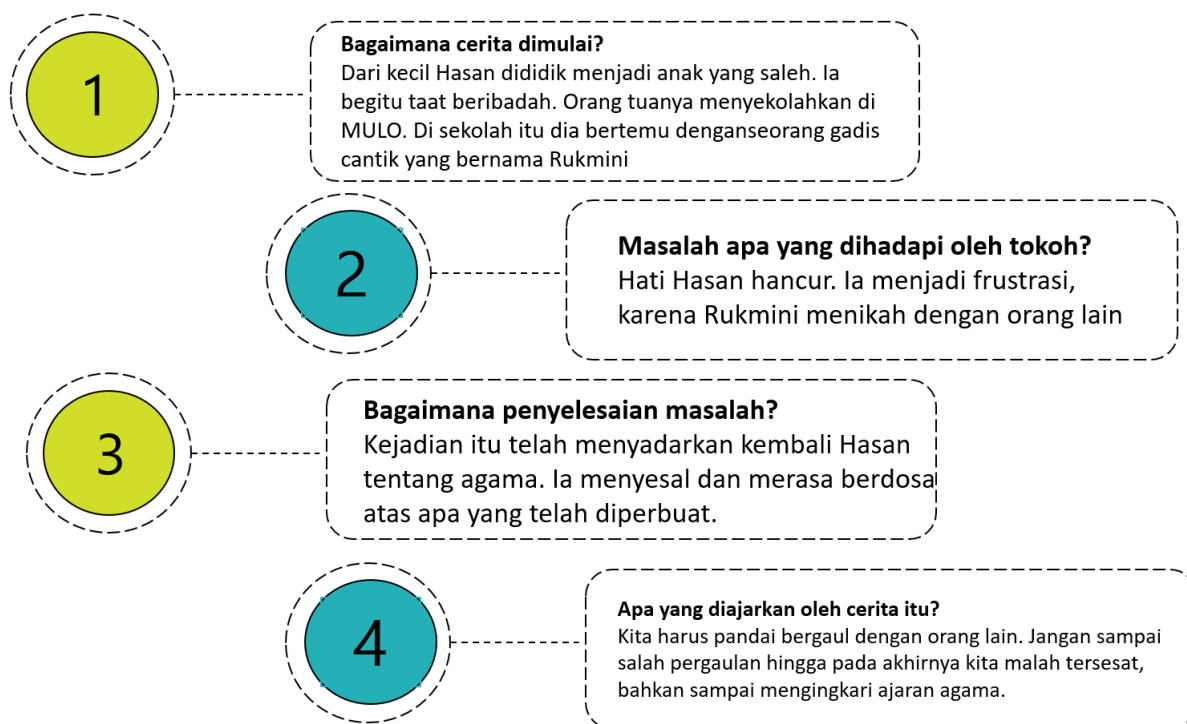 1
Bagaimana cerita dimulai?
Dari kecil Hasan dididik menjadi anak yang saleh. Ia
begitu taat beribadah. Orang tuanya menyekolahkan di
MULO. Di sekolah itu dia bertemu denganseorang gadis
cantik yang bernama Rukmini
2
Masalah apa yang dihadapi oleh tokoh?
Hati Hasan hancur. Ia menjadi frustrasi,
karena Rukmini menikah dengan orang lain
3
Bagaimana penyelesaian masalah?
Kejadian itu telah menyadarkan kembali Hasan
tentang agama. Ia menyesal dan merasa berdosa
atas apa yang telah diperbuat.
4
Apa yang diajarkan oleh cerita itu?
Kita harus pandai bergaul dengan orang lain. Jangan sampai
salah pergaulan hingga pada akhirnya kita malah tersesat,
bahkan sampai mengingkari ajaran agama.